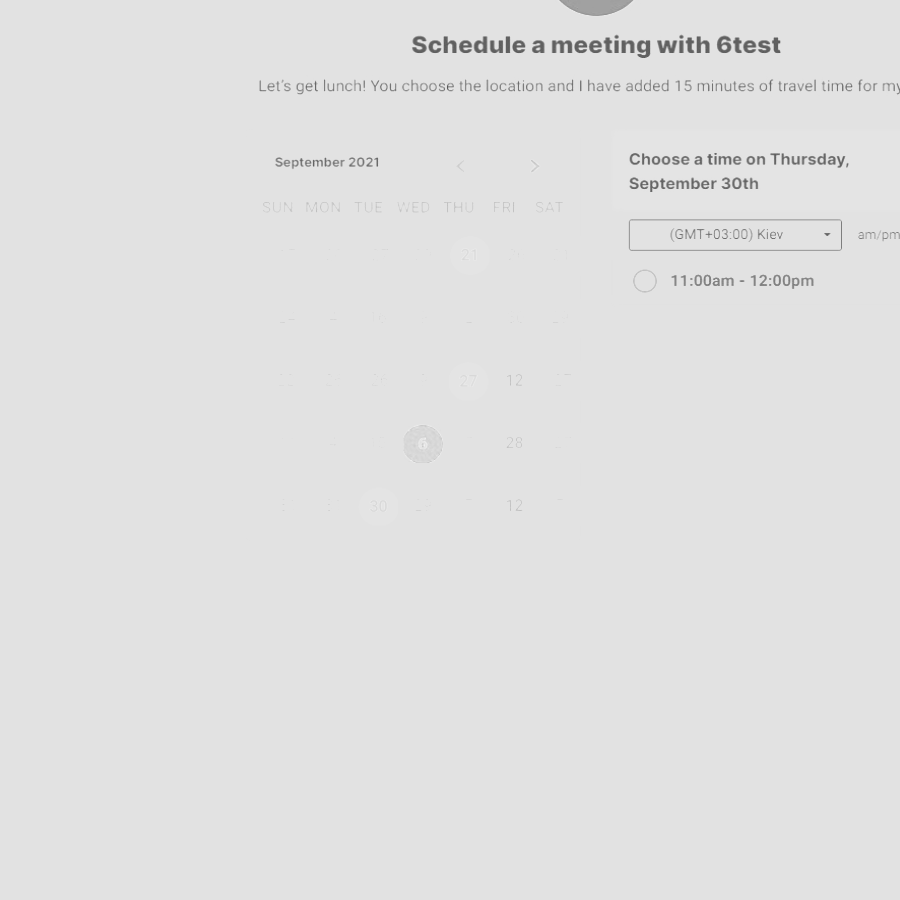 Schedule a meeting with 6test
Let's get lunch! You choose the location and I have added 15 minutes of travel time for my
September 2021
SUN MON TUE WED THU FRI SAT
21
27 12
6 28
30 12
Choose a time on Thursday,
September 30th
(GMT+03:00) Kiev am/pm
11:00am - 12:00pm